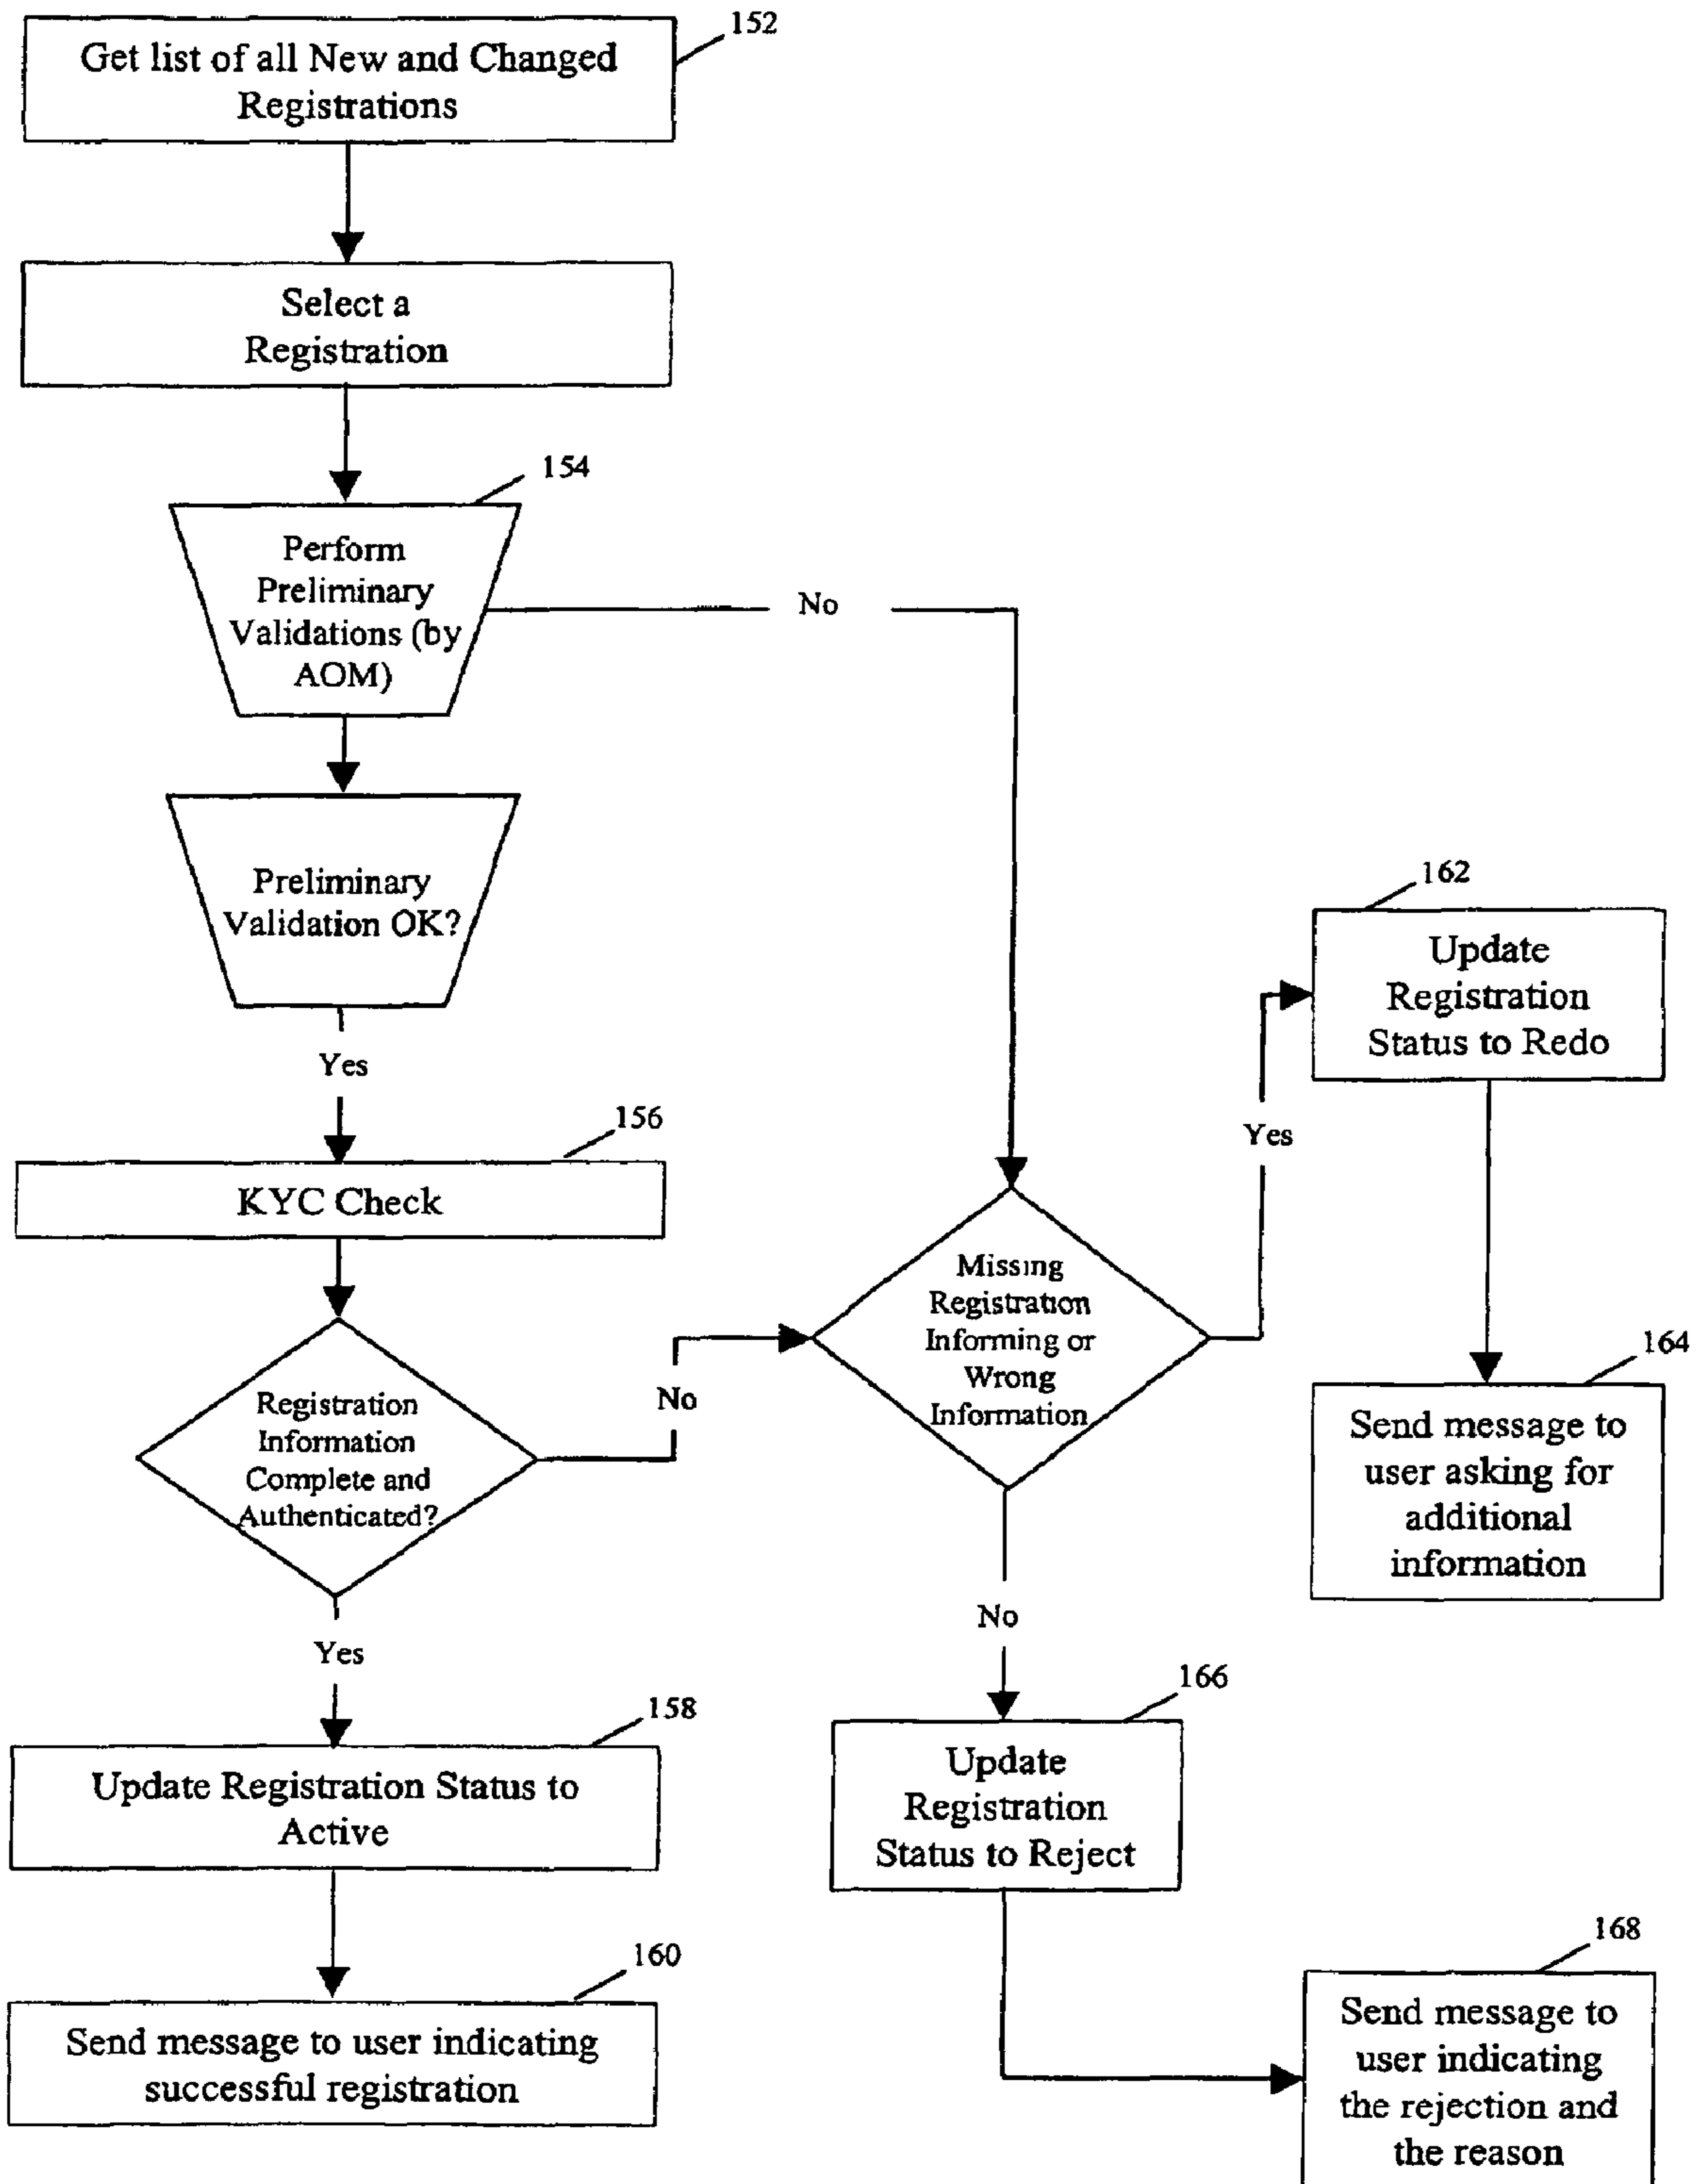 152
Get list of all New and Changed
Registrations
Select a
Registration
154
Perform
Preliminary
Validations (by
AOM)
No
Preliminary
Validation OK?
Yes
162
Update
Registration
Status to Redo
Yes
156
KYC Check
Missing
Registration
Informing or
Wrong
Information
No
Registration
Information
Complete and
Authenticated?
164
Send message to
user asking for
additional
information
No
Yes
166
Update
Registration
Status to Reject
158
Update Registration Status to
Active
160
Send message to user indicating
successful registration
168
Send message to
user indicating
the rejection and
the reason